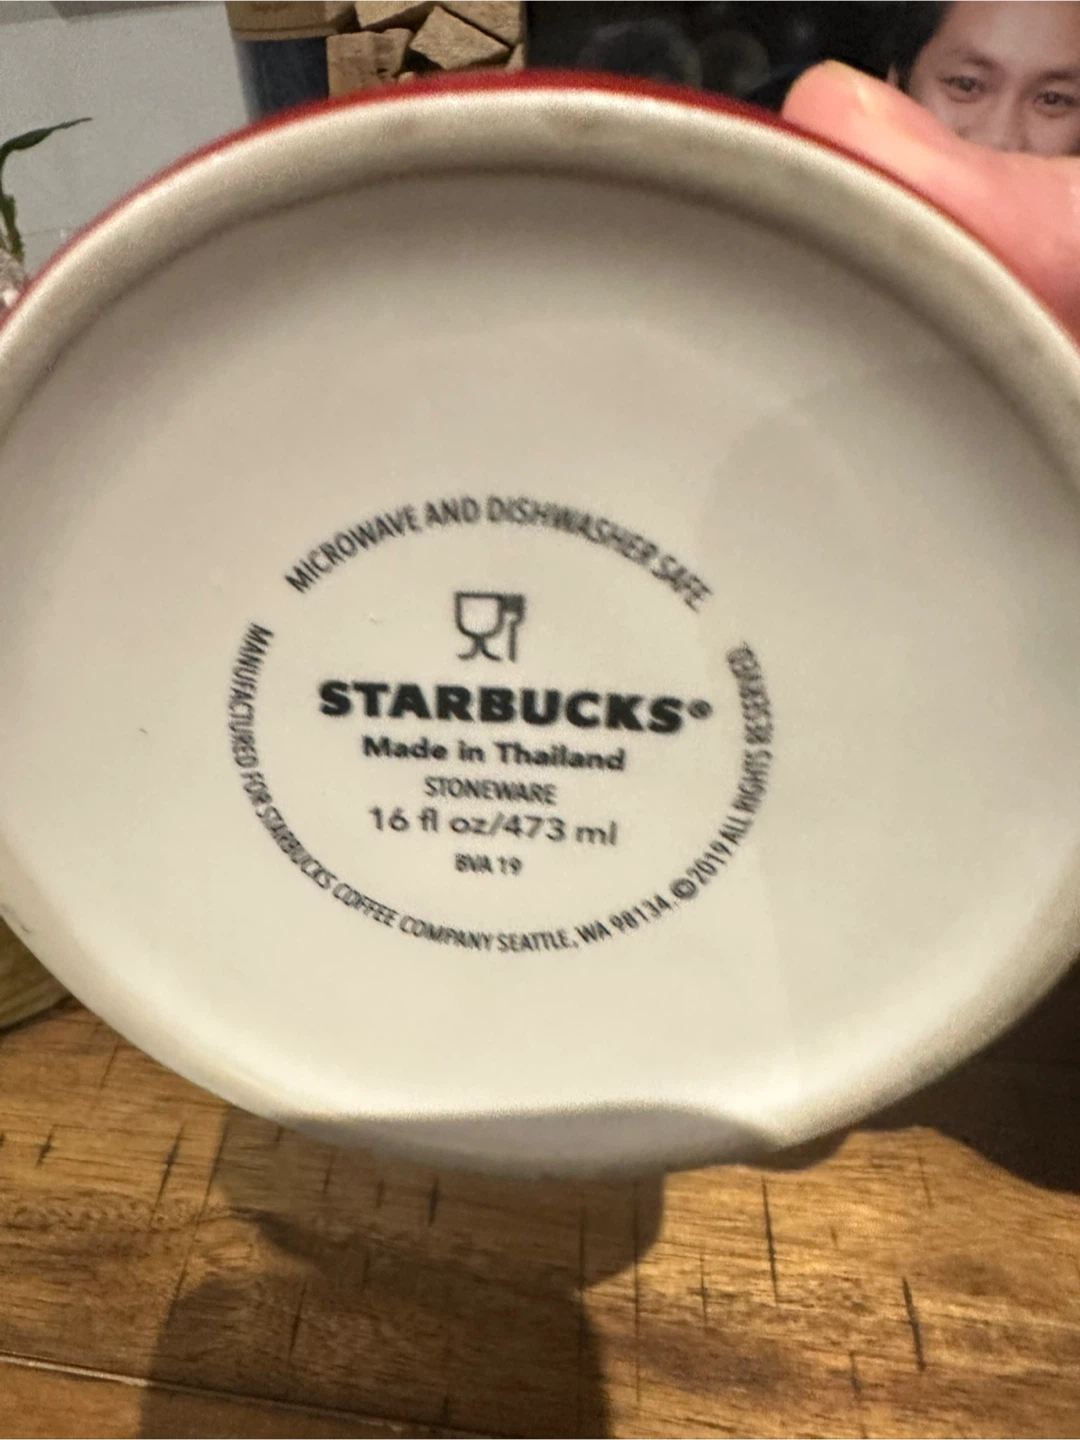 MICROWAVE AND DISHWASHER SAFE
STARBUCKS®
Made in Thailand
STONEWARE
16 fl oz/473 ml
BVA 19
MANUFACTURED FOR STARBUCKS COFFEE COMPANY SEATTLE, WA 98134. ©2019 ALL RIGHTS RESERVED.